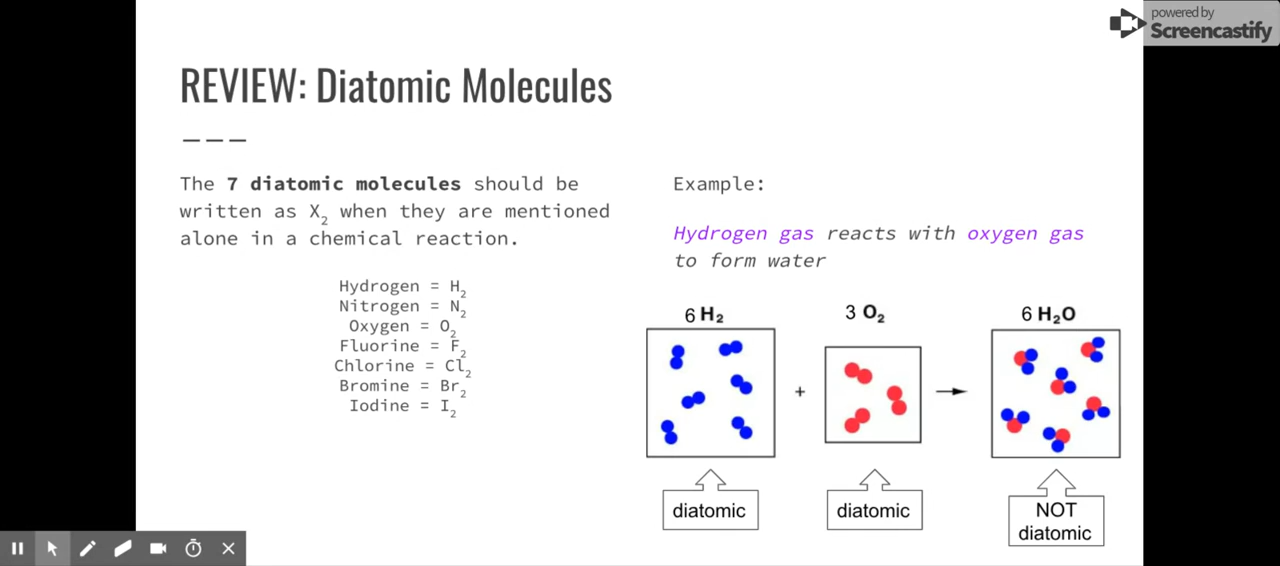 powered by
Screencastify
REVIEW: Diatomic Molecules
The 7 diatomic molecules should be
written as X₂ when they are mentioned
alone in a chemical reaction.
Hydrogen = H₂
Nitrogen = N₂
Oxygen = O₂
Fluorine = F₂
Chlorine = Cl₂
Bromine = Br₂
Iodine = I₂
Example:
Hydrogen gas reacts with oxygen gas
to form water
6 H₂
3 O₂
6 H₂O
+
diatomic
diatomic
NOT
diatomic